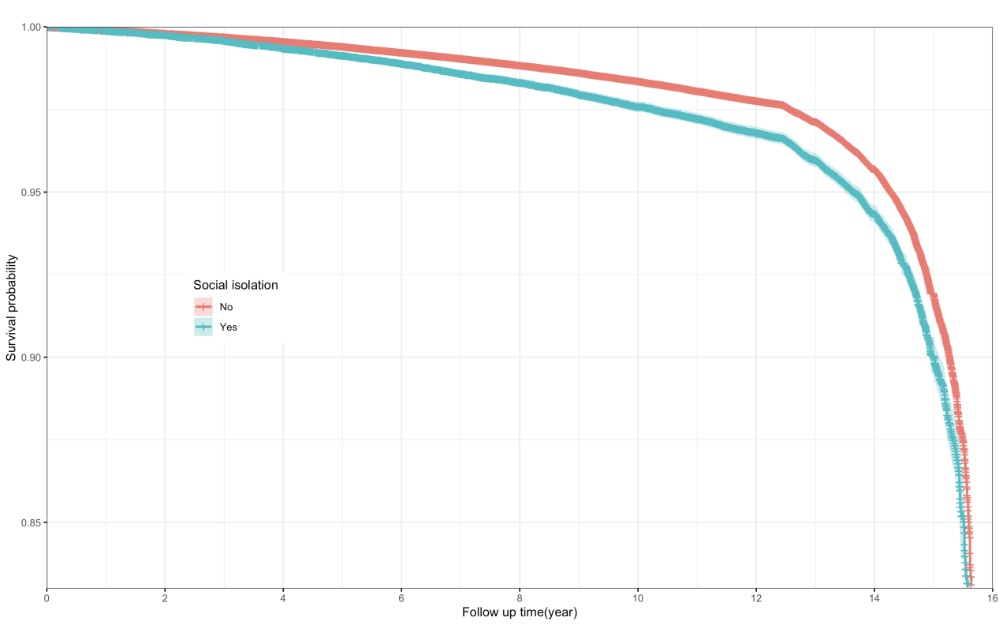 1.00
0.95
0.90
0.85
Survival probability
Social isolation
No
Yes
0 2 4 6 8 10 12 14 16
Follow up time(year)